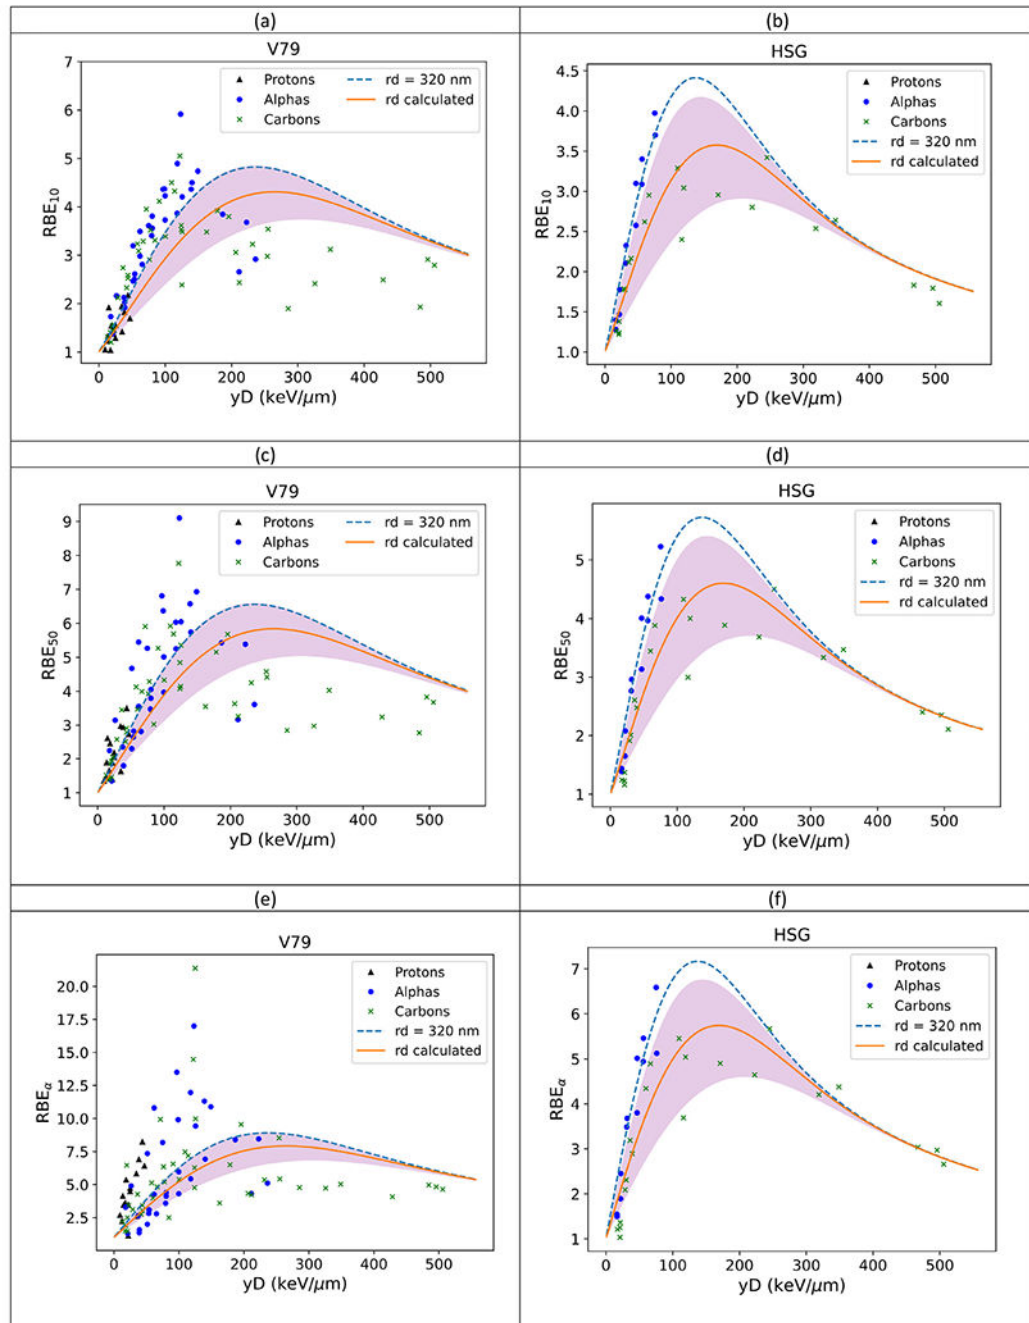 (a)
(b)
V79
Protons
Alphas
Carbons
rd = 320 nm
rd calculated
7
6
5
4
3
2
1
RBE10
0
100
200
300
400
500
yD (keV/μm)
HSG
Protons
Alphas
Carbons
rd = 320 nm
rd calculated
4.5
4.0
3.5
3.0
2.5
2.0
1.5
1.0
RBE10
0
100
200
300
400
500
yD (keV/μm)
(c)
(d)
V79
Protons
Alphas
Carbons
rd = 320 nm
rd calculated
9
8
7
6
5
4
3
2
1
RBE50
0
100
200
300
400
500
yD (keV/μm)
HSG
Protons
Alphas
Carbons
rd = 320 nm
rd calculated
5
4
3
2
1
RBE50
0
100
200
300
400
500
yD (keV/μm)
(e)
(f)
V79
Protons
Alphas
Carbons
rd = 320 nm
rd calculated
20.0
17.5
15.0
12.5
10.0
7.5
5.0
2.5
RBEα
0
100
200
300
400
500
yD (keV/μm)
HSG
Protons
Alphas
Carbons
rd = 320 nm
rd calculated
7
6
5
4
3
2
1
RBEα
0
100
200
300
400
500
yD (keV/μm)